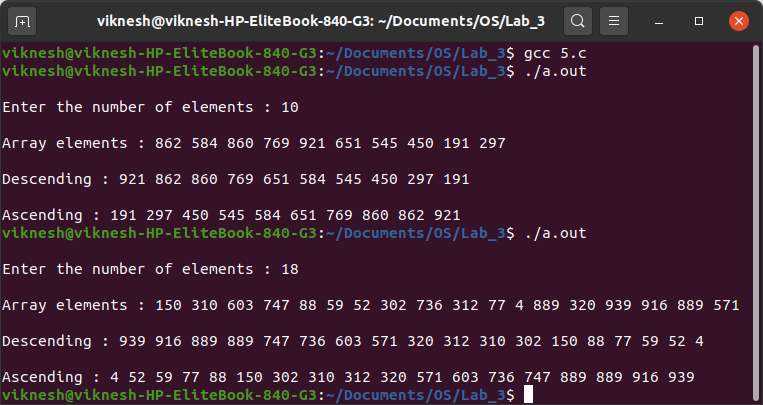 viknesh@viknesh-HP-EliteBook-840-G3: ~/Documents/OS/Lab_3
viknesh@viknesh-HP-EliteBook-840-G3:~/Documents/OS/Lab_3$ gcc 5.c
viknesh@viknesh-HP-EliteBook-840-G3:~/Documents/OS/Lab_3$ ./a.out
Enter the number of elements : 10
Array elements : 862 584 860 769 921 651 545 450 191 297
Descending : 921 862 860 769 651 584 545 450 297 191
Ascending : 191 297 450 545 584 651 769 860 862 921
viknesh@viknesh-HP-EliteBook-840-G3:~/Documents/OS/Lab_3$ ./a.out
Enter the number of elements : 18
Array elements : 150 310 603 747 88 59 52 302 736 312 77 4 889 320 939 916 889 571
Descending : 939 916 889 889 747 736 603 571 320 312 310 302 150 88 77 59 52 4
Ascending : 4 52 59 77 88 150 302 310 312 320 571 603 736 747 889 889 916 939
viknesh@viknesh-HP-EliteBook-840-G3:~/Documents/OS/Lab_3$